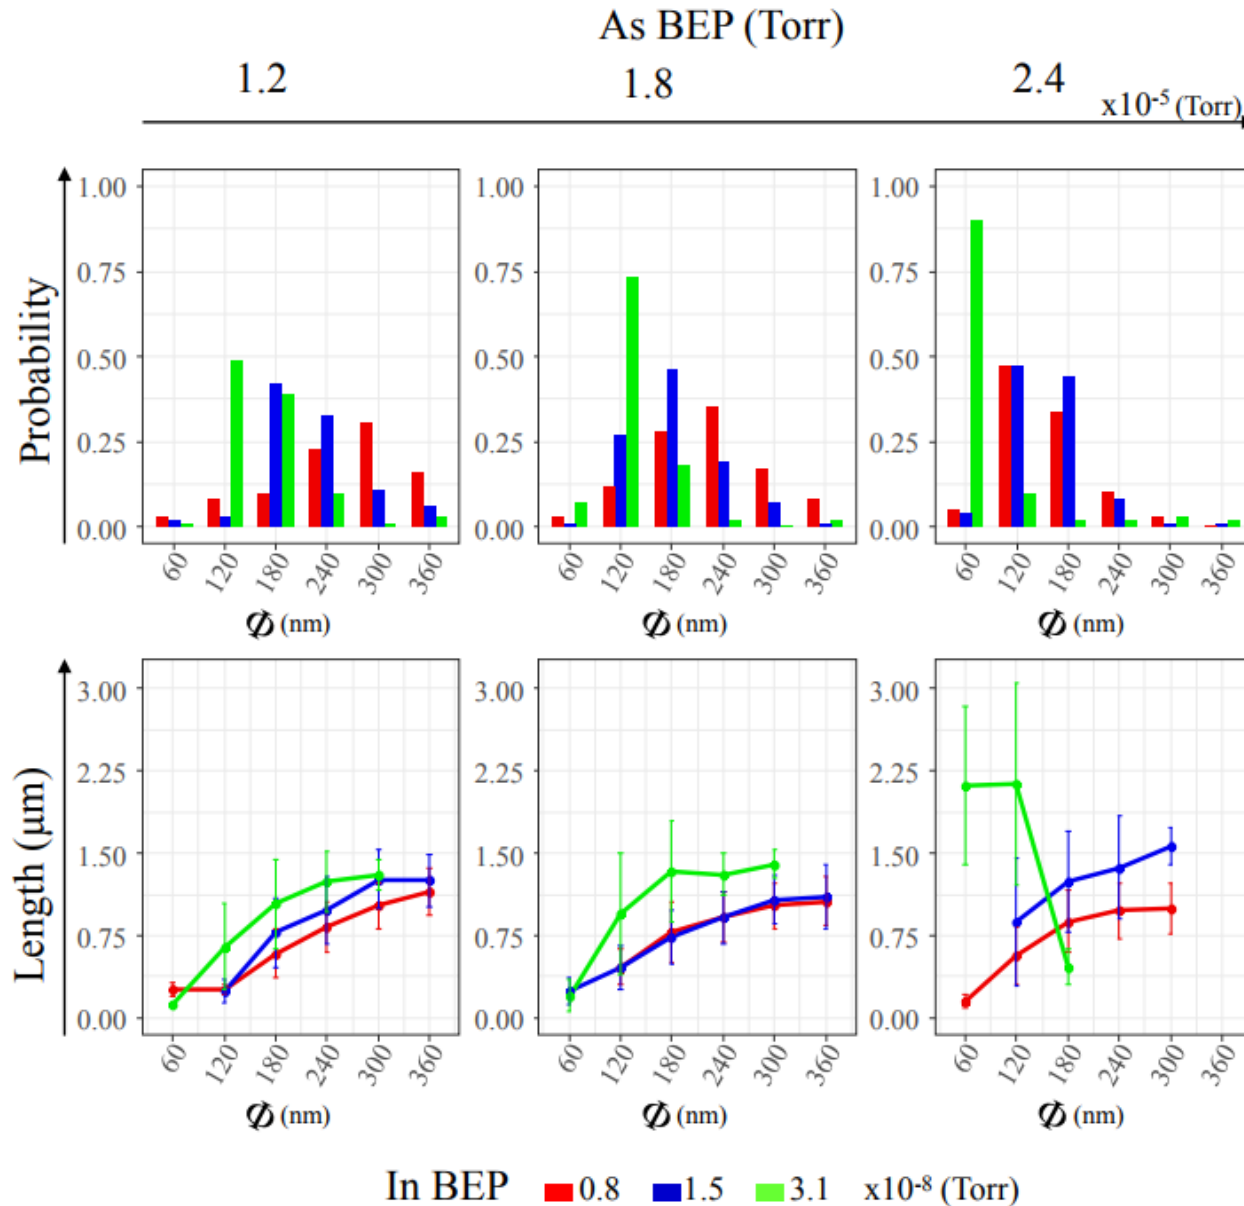 As BEP (Torr)
1.2 1.8 2.4 x10⁻⁵ (Torr)
Probability
1.00 1.00 1.00
0.75 0.75 0.75
0.50 0.50 0.50
0.25 0.25 0.25
0.00 0.00 0.00
60 120 180 240 300 360 60 120 180 240 300 360 60 120 180 240 300 360
Φ (nm) Φ (nm) Φ (nm)
Length (μm)
3.00 3.00 3.00
2.25 2.25 2.25
1.50 1.50 1.50
0.75 0.75 0.75
0.00 0.00 0.00
60 120 180 240 300 360 60 120 180 240 300 360 60 120 180 240 300 360
Φ (nm) Φ (nm) Φ (nm)
In BEP 0.8 1.5 3.1 x10⁻⁸ (Torr)